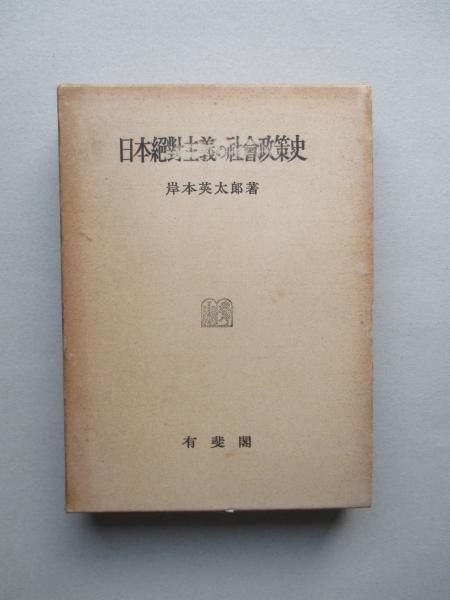 日本絕對主義の社會政策史
岸本英太郎著
有斐閣